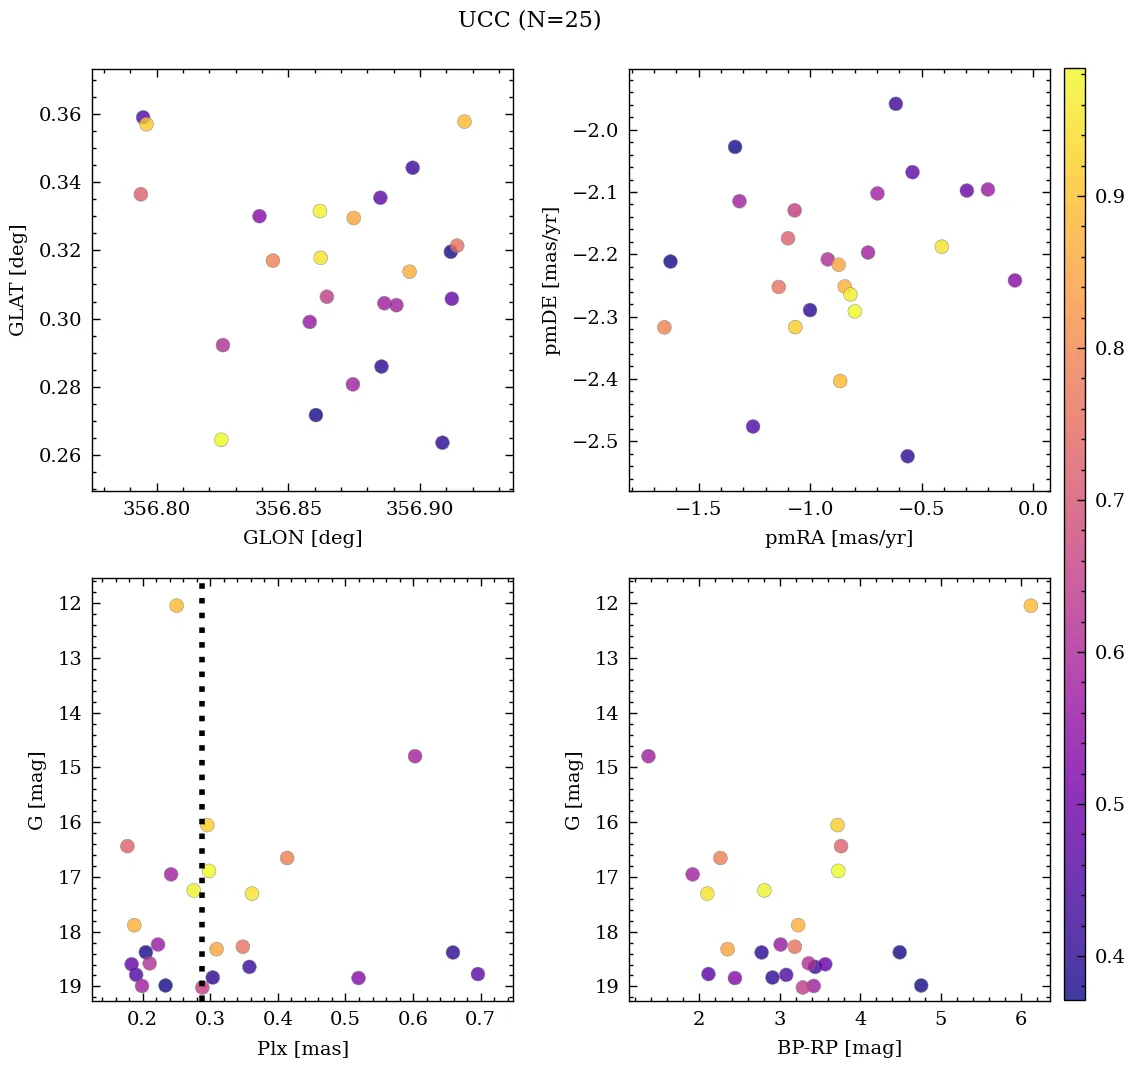 UCC (N=25)
0.36
0.34
0.32
0.30
0.28
0.26
GLAT [deg]
356.80 356.85 356.90
GLON [deg]
−2.0
−2.1
−2.2
−2.3
−2.4
−2.5
pmDE [mas/yr]
−1.5 −1.0 −0.5 0.0
pmRA [mas/yr]
12
13
14
15
16
17
18
19
G [mag]
0.2 0.3 0.4 0.5 0.6 0.7
Plx [mas]
12
13
14
15
16
17
18
19
G [mag]
2 3 4 5 6
BP-RP [mag]
0.9
0.8
0.7
0.6
0.5
0.4